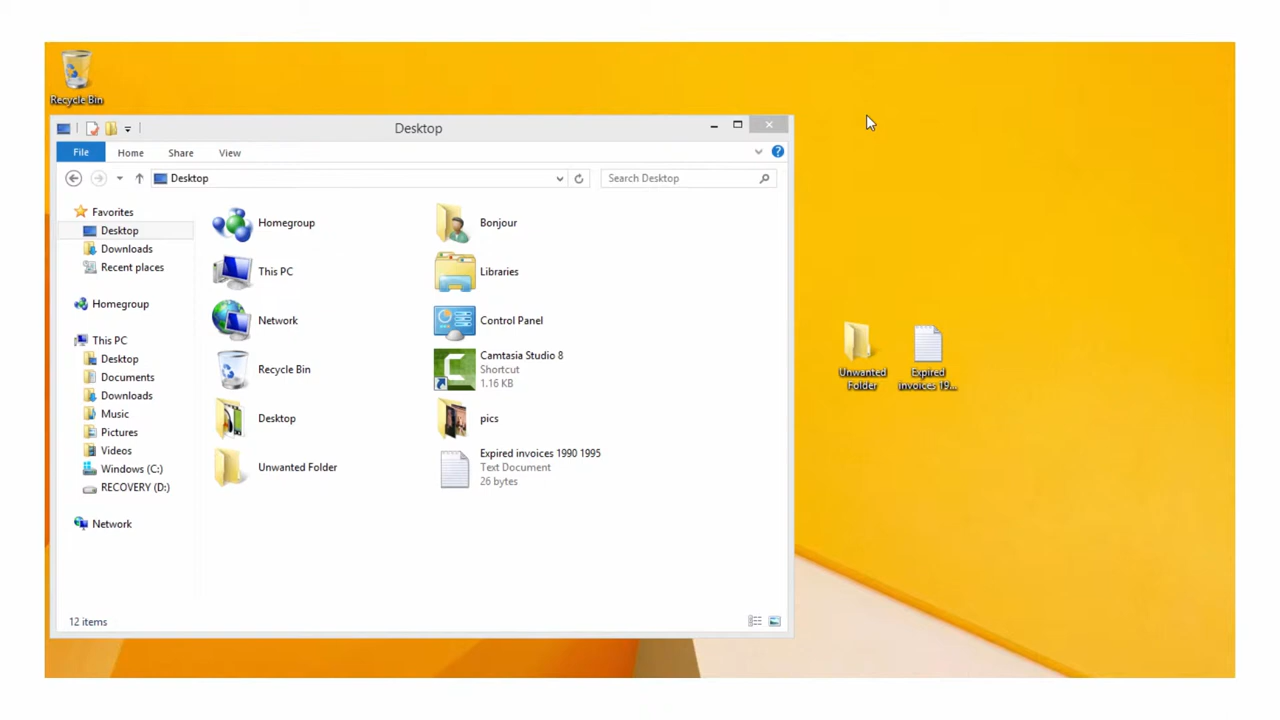 Recycle Bin
Desktop
File
Home
Share
View
Desktop
Search Desktop
Favorites
Desktop
Downloads
Recent places
Homegroup
This PC
Desktop
Documents
Downloads
Music
Pictures
Videos
Windows (C:)
RECOVERY (D:)
Network
Homegroup
Bonjour
This PC
Libraries
Network
Control Panel
Recycle Bin
Camtasia Studio 8
Shortcut
1.16 KB
Desktop
pics
Unwanted Folder
Expired invoices 1990 1995
Text Document
26 bytes
12 items
Unwanted
Folder
Expired
invoices 19...